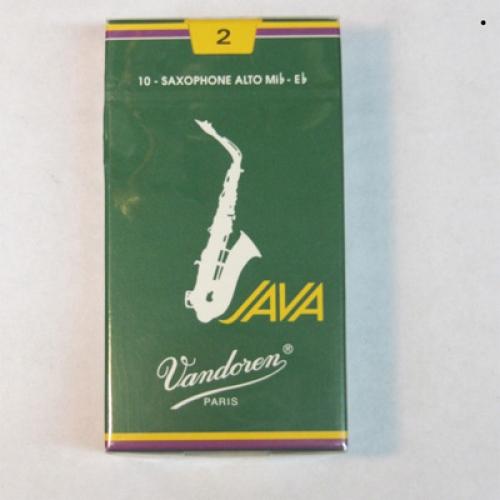 2
10 - SAXOPHONE ALTO Mi♭ - E♭
JAVA
Vandoren®
PARIS